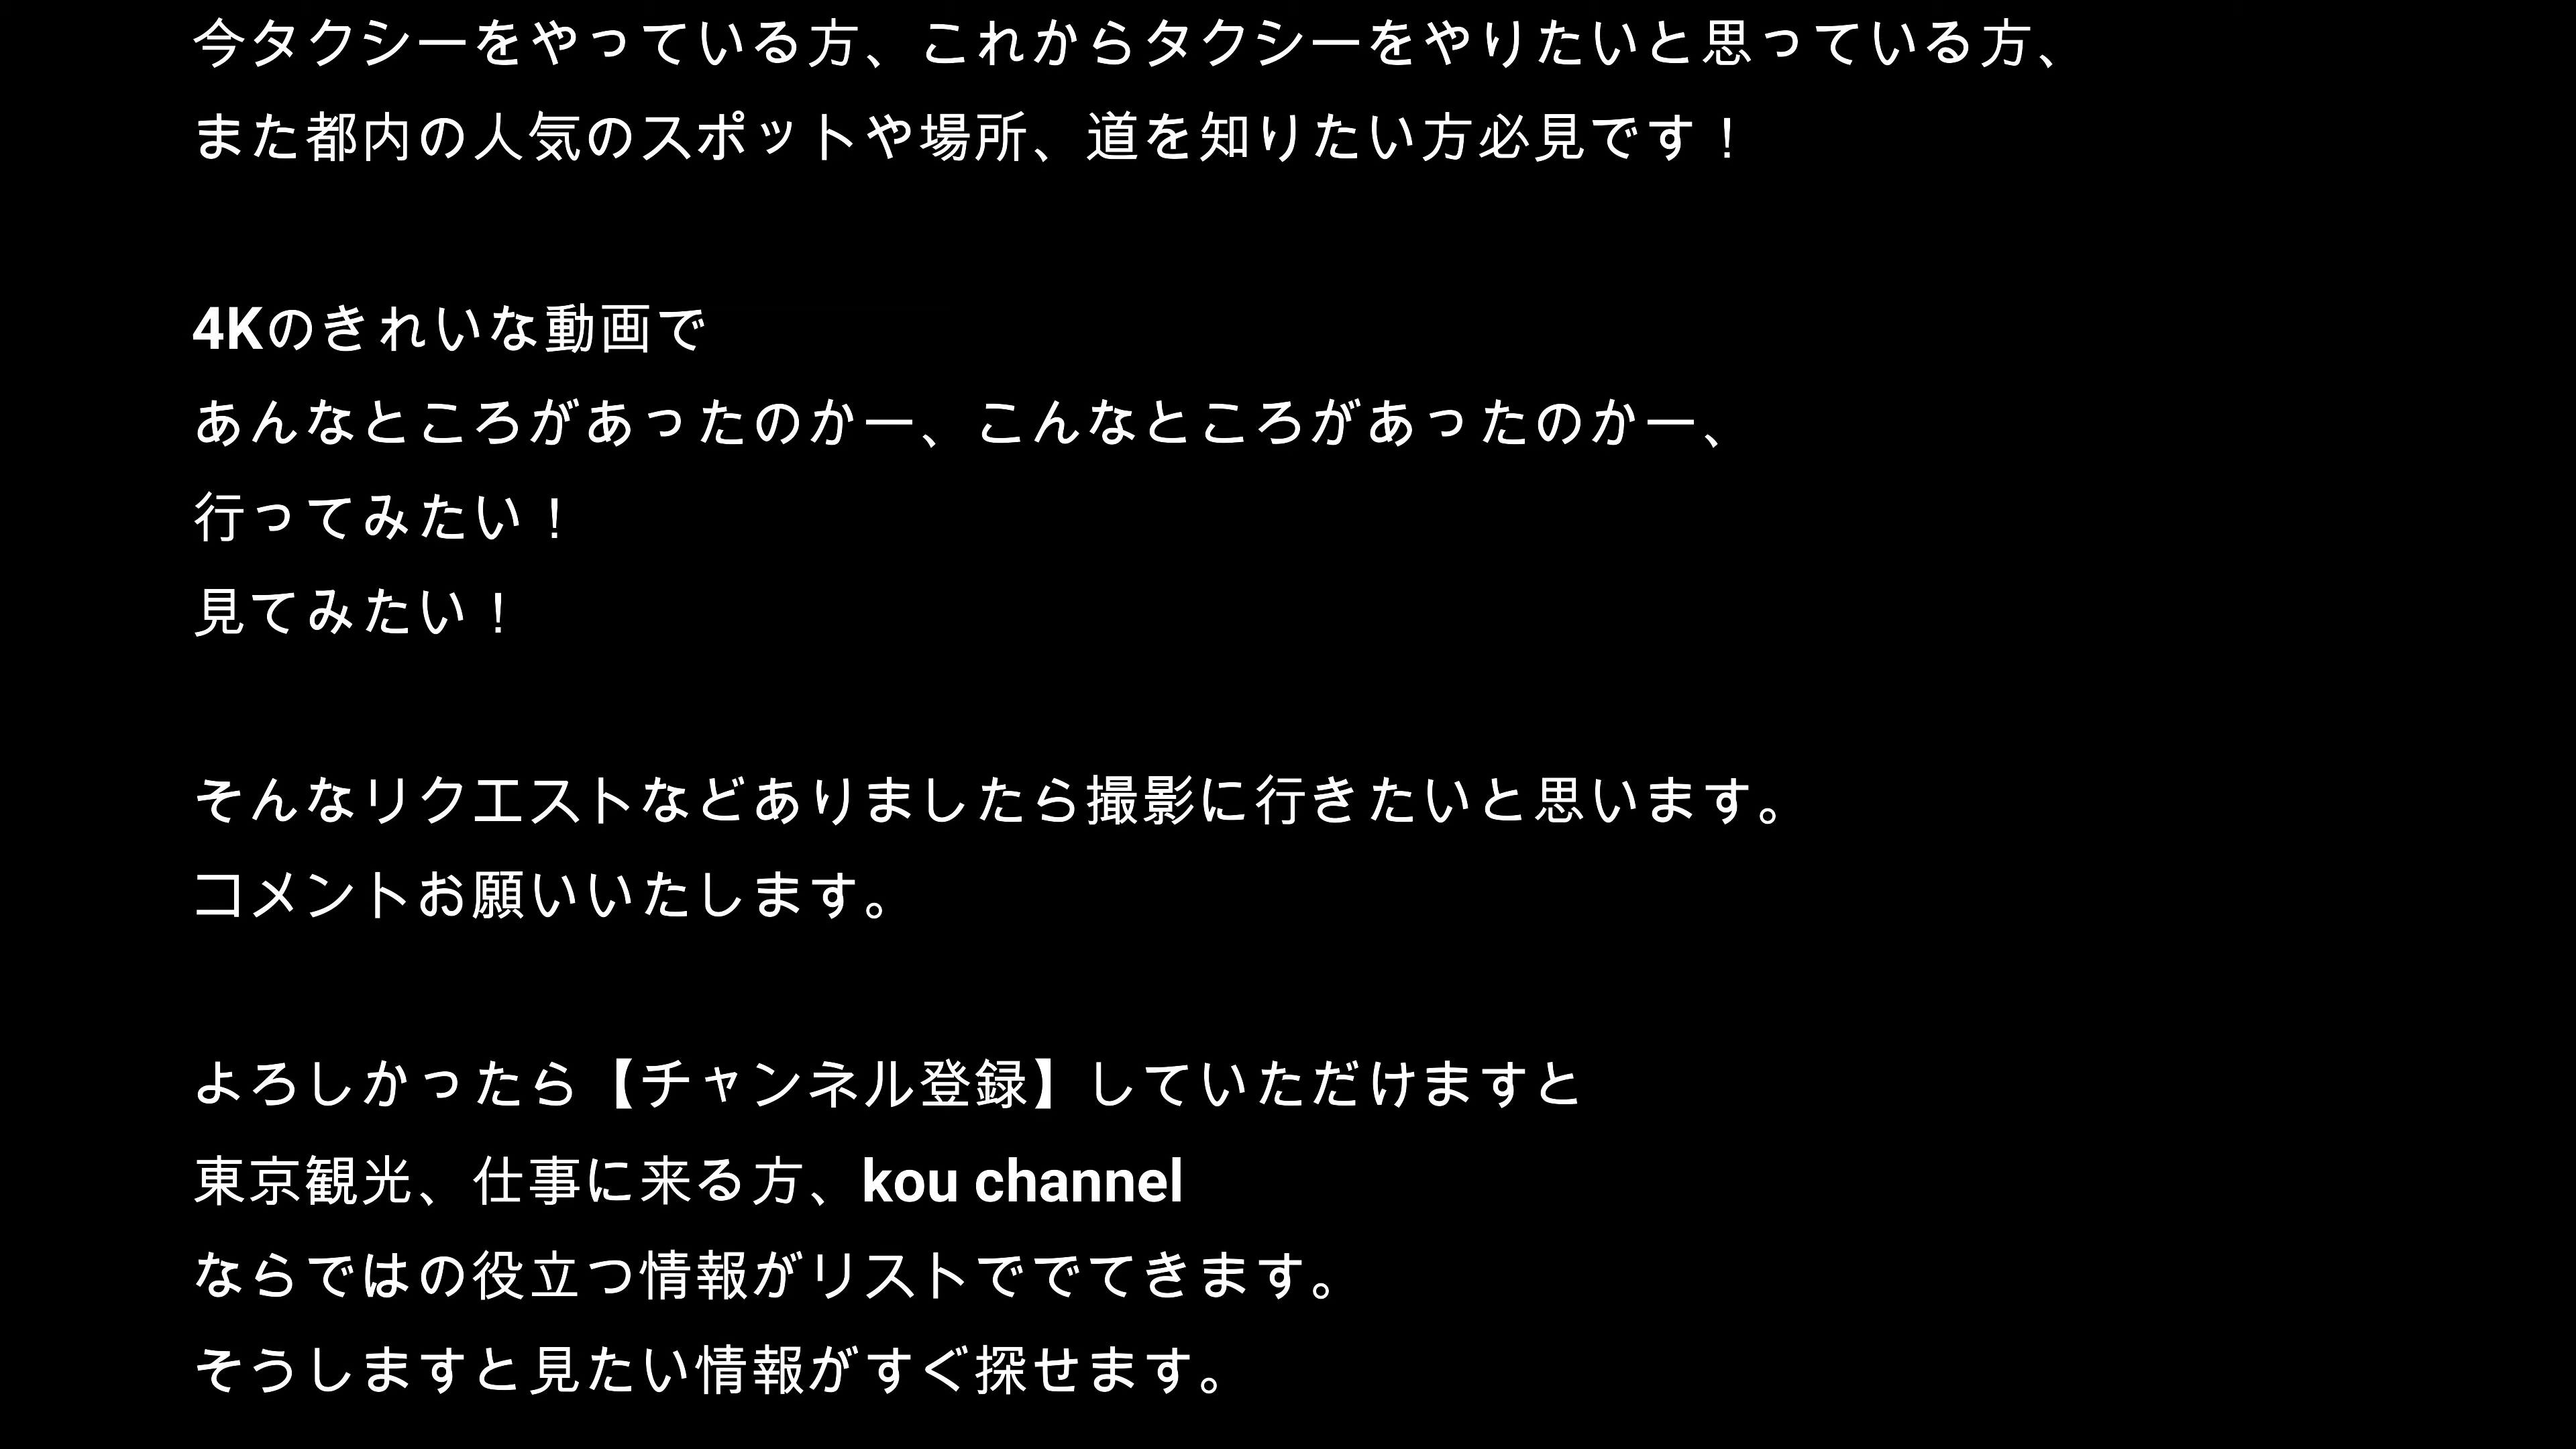 今タクシーをやっている方、これからタクシーをやりたいと思っている方、
また都内の人気のスポットや場所、道を知りたい方必見です！
4Kのきれいな動画で
あんなところがあったのかー、こんなところがあったのかー、
行ってみたい！
見てみたい！
そんなリクエストなどありましたら撮影に行きたいと思います。
コメントお願いいたします。
よろしかったら【チャンネル登録】していただけますと
東京観光、仕事に来る方、kou channel
ならではの役立つ情報がリストででてきます。
そうしますと見たい情報がすぐ探せます。